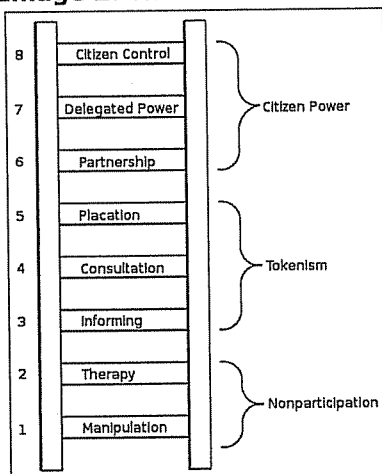 8 Citizen Control
7 Delegated Power
Citizen Power
6 Partnership
5 Placation
4 Consultation
Tokenism
3 Informing
2 Therapy
Nonparticipation
1 Manipulation